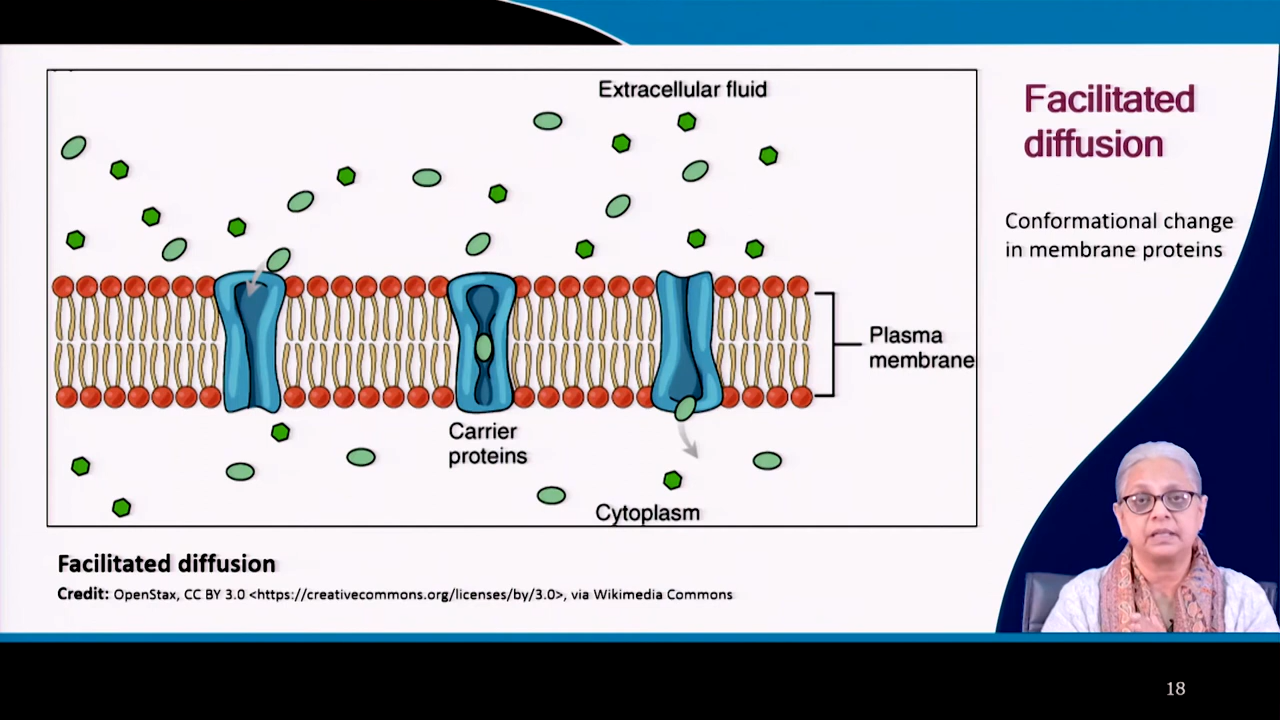 Extracellular fluid
Plasma
membrane
Carrier
proteins
Cytoplasm
Facilitated
diffusion
Conformational change
in membrane proteins
Facilitated diffusion
Credit: OpenStax, CC BY 3.0 <https://creativecommons.org/licenses/by/3.0>, via Wikimedia Commons
18